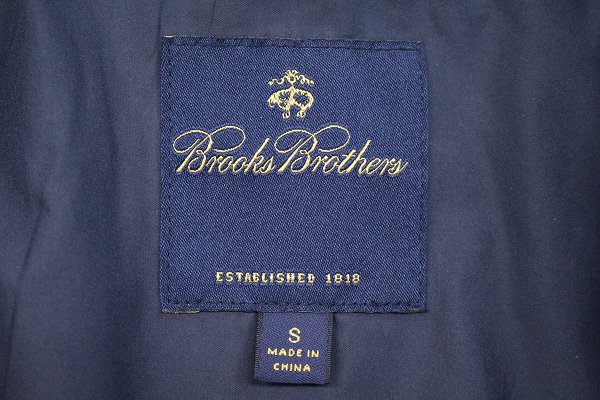 Brooks Brothers
ESTABLISHED 1818
S
MADE IN
CHINA